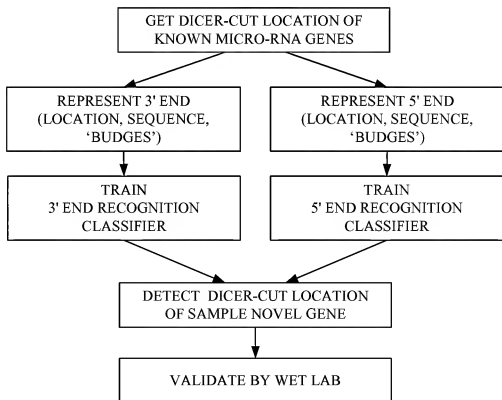 GET DICER-CUT LOCATION OF
KNOWN MICRO-RNA GENES
REPRESENT 3' END
(LOCATION, SEQUENCE,
‘BUDGES’)
REPRESENT 5' END
(LOCATION, SEQUENCE,
‘BUDGES’)
TRAIN
3' END RECOGNITION
CLASSIFIER
TRAIN
5' END RECOGNITION
CLASSIFIER
DETECT DICER-CUT LOCATION
OF SAMPLE NOVEL GENE
VALIDATE BY WET LAB